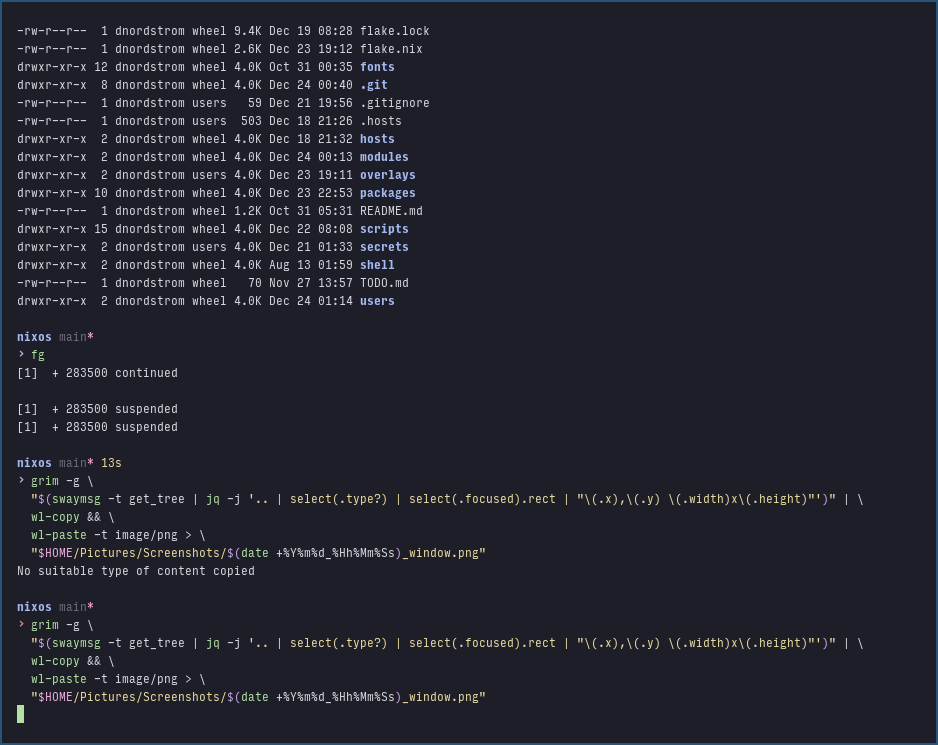 -rw-r--r--  1 dnordstrom wheel 9.4K Dec 19 08:28 flake.lock
-rw-r--r--  1 dnordstrom wheel 2.6K Dec 23 19:12 flake.nix
drwxr-xr-x 12 dnordstrom wheel 4.0K Oct 31 00:35 fonts
drwxr-xr-x  8 dnordstrom wheel 4.0K Dec 24 00:40 .git
-rw-r--r--  1 dnordstrom users   59 Dec 21 19:56 .gitignore
-rw-r--r--  1 dnordstrom users  503 Dec 18 21:26 .hosts
drwxr-xr-x  2 dnordstrom wheel 4.0K Dec 18 21:32 hosts
drwxr-xr-x  2 dnordstrom wheel 4.0K Dec 24 00:13 modules
drwxr-xr-x  2 dnordstrom users 4.0K Dec 23 19:11 overlays
drwxr-xr-x 10 dnordstrom wheel 4.0K Dec 23 22:53 packages
-rw-r--r--  1 dnordstrom wheel 1.2K Oct 31 05:31 README.md
drwxr-xr-x 15 dnordstrom wheel 4.0K Dec 22 08:08 scripts
drwxr-xr-x  2 dnordstrom users 4.0K Dec 21 01:33 secrets
drwxr-xr-x  2 dnordstrom wheel 4.0K Aug 13 01:59 shell
-rw-r--r--  1 dnordstrom wheel   70 Nov 27 13:57 TODO.md
drwxr-xr-x  2 dnordstrom wheel 4.0K Dec 24 01:14 users

nixos main*
› fg
[1]  + 283500 continued

[1]  + 283500 suspended
[1]  + 283500 suspended

nixos main* 13s
› grim -g \
  "$(swaymsg -t get_tree | jq -j '.. | select(.type?) | select(.focused).rect | "\(.x),\(.y) \(.width)x\(.height)"')" | \
  wl-copy && \
  wl-paste -t image/png > \
  "$HOME/Pictures/Screenshots/$(date +%Y%m%d_%Hh%Mm%Ss)_window.png"
No suitable type of content copied

nixos main*
› grim -g \
  "$(swaymsg -t get_tree | jq -j '.. | select(.type?) | select(.focused).rect | "\(.x),\(.y) \(.width)x\(.height)"')" | \
  wl-copy && \
  wl-paste -t image/png > \
  "$HOME/Pictures/Screenshots/$(date +%Y%m%d_%Hh%Mm%Ss)_window.png"